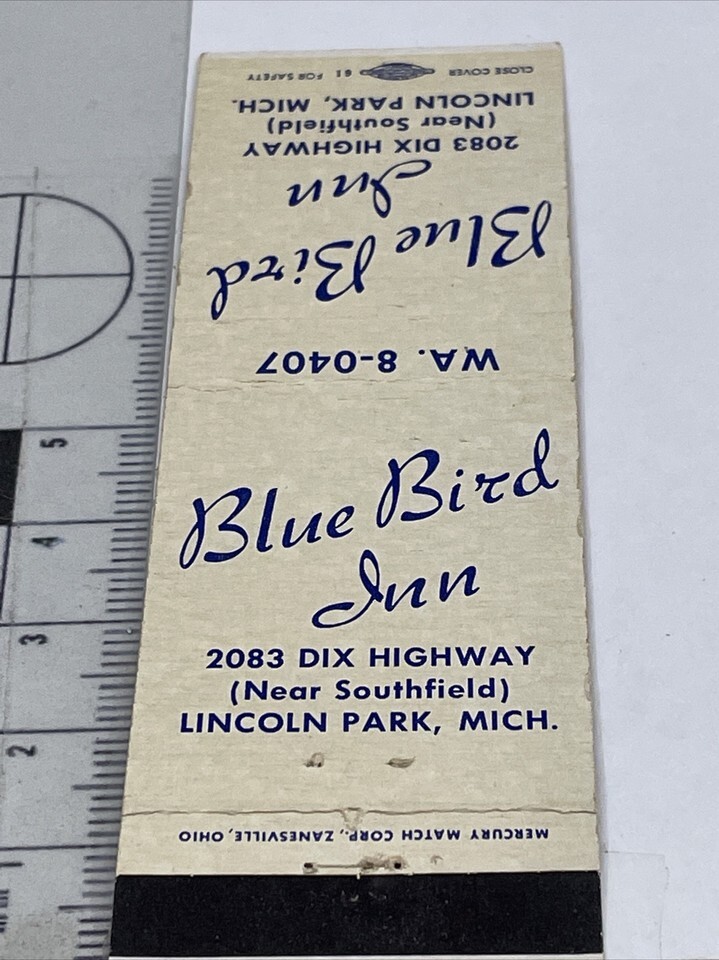 CLOSE COVER 61 FOR SAFETY
2083 DIX HIGHWAY
(Near Southfield)
LINCOLN PARK, MICH.
Blue Bird
Inn
WA. 8-0407
Blue Bird
Inn
2083 DIX HIGHWAY
(Near Southfield)
LINCOLN PARK, MICH.
MERCURY MATCH CORP., ZANESVILLE, OHIO
5
4
3
2
1